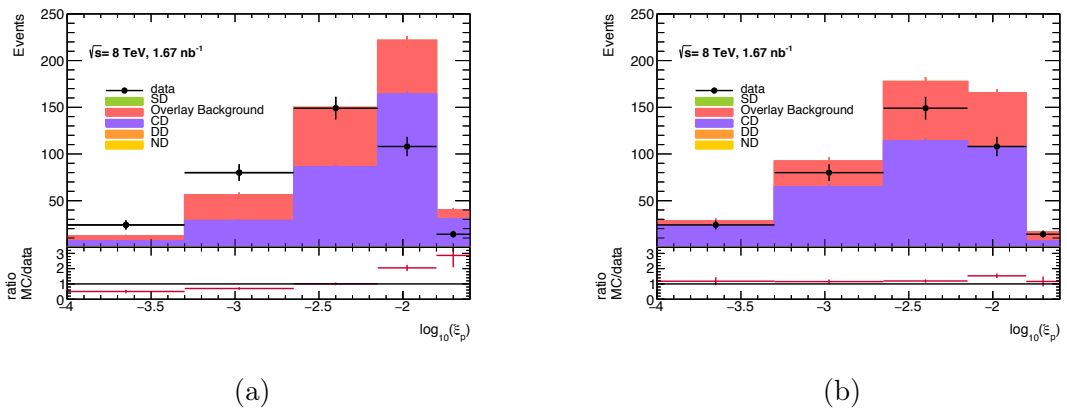 Events
250
200
150
100
50
√s= 8 TeV, 1.67 nb⁻¹
data
SD
Overlay Background
CD
DD
ND
ratio
MC/data
3
2
1
0
-4 -3.5 -3 -2.5 -2
log₁₀(ξₚ)
(a)
Events
250
200
150
100
50
√s= 8 TeV, 1.67 nb⁻¹
data
SD
Overlay Background
CD
DD
ND
ratio
MC/data
3
2
1
0
-4 -3.5 -3 -2.5 -2
log₁₀(ξₚ)
(b)